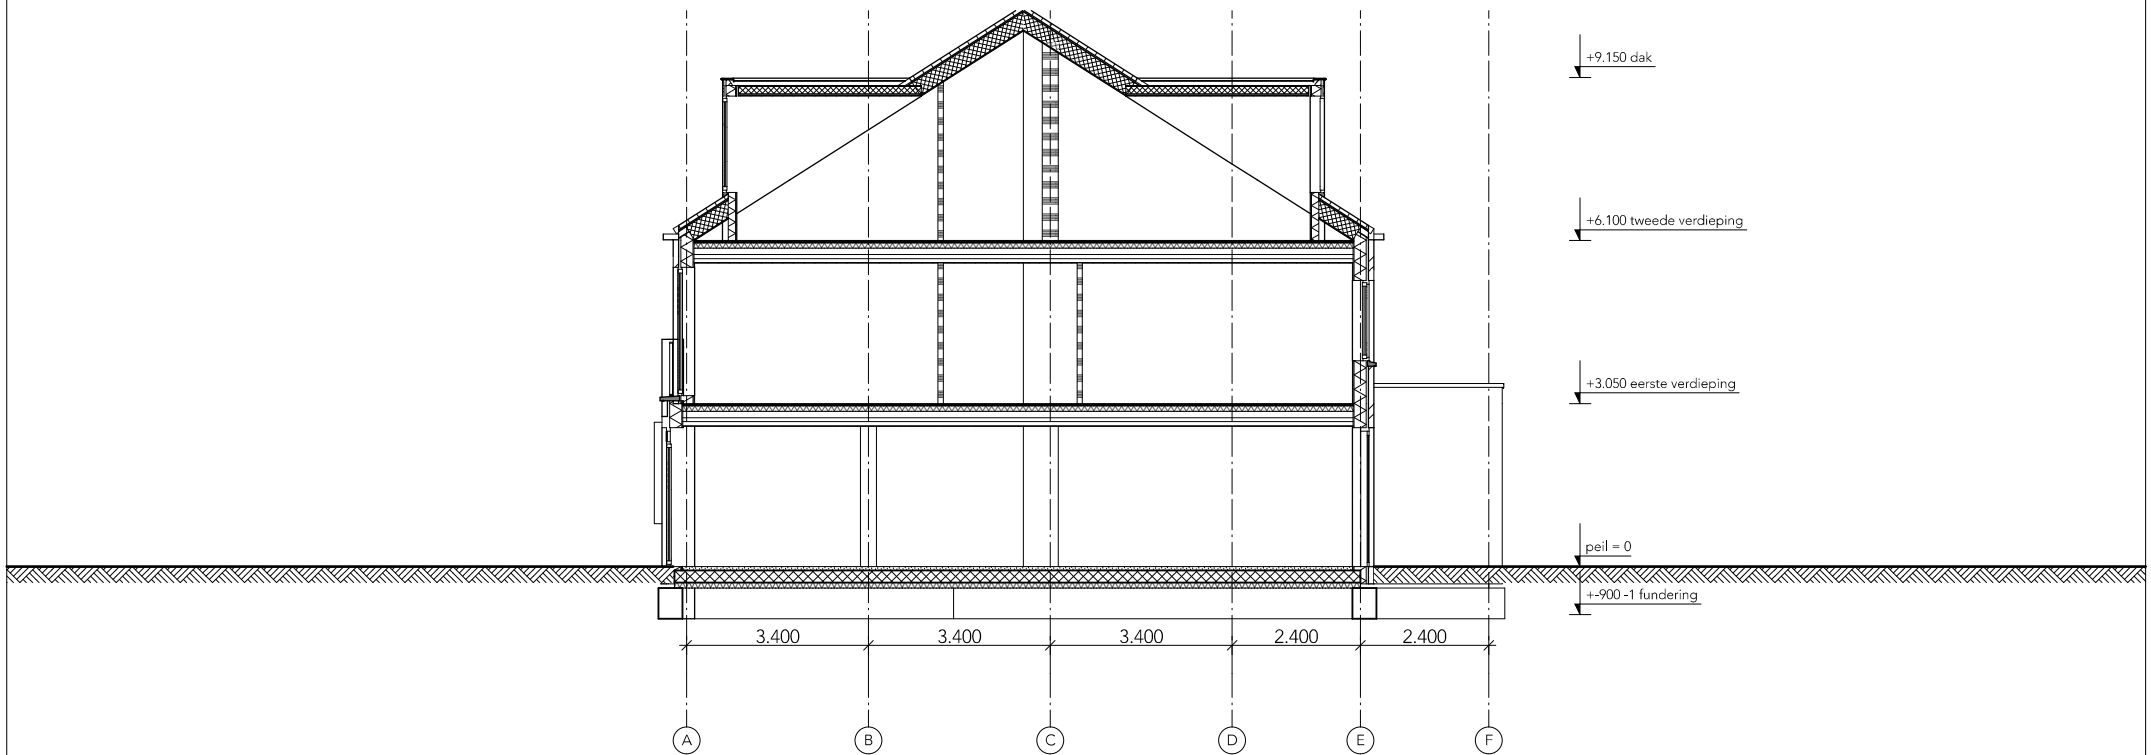 +9.150 dak
+6.100 tweede verdieping
+3.050 eerste verdieping
peil = 0
+-900 -1 fundering
3.400 3.400 3.400 2.400 2.400
A B C D E F